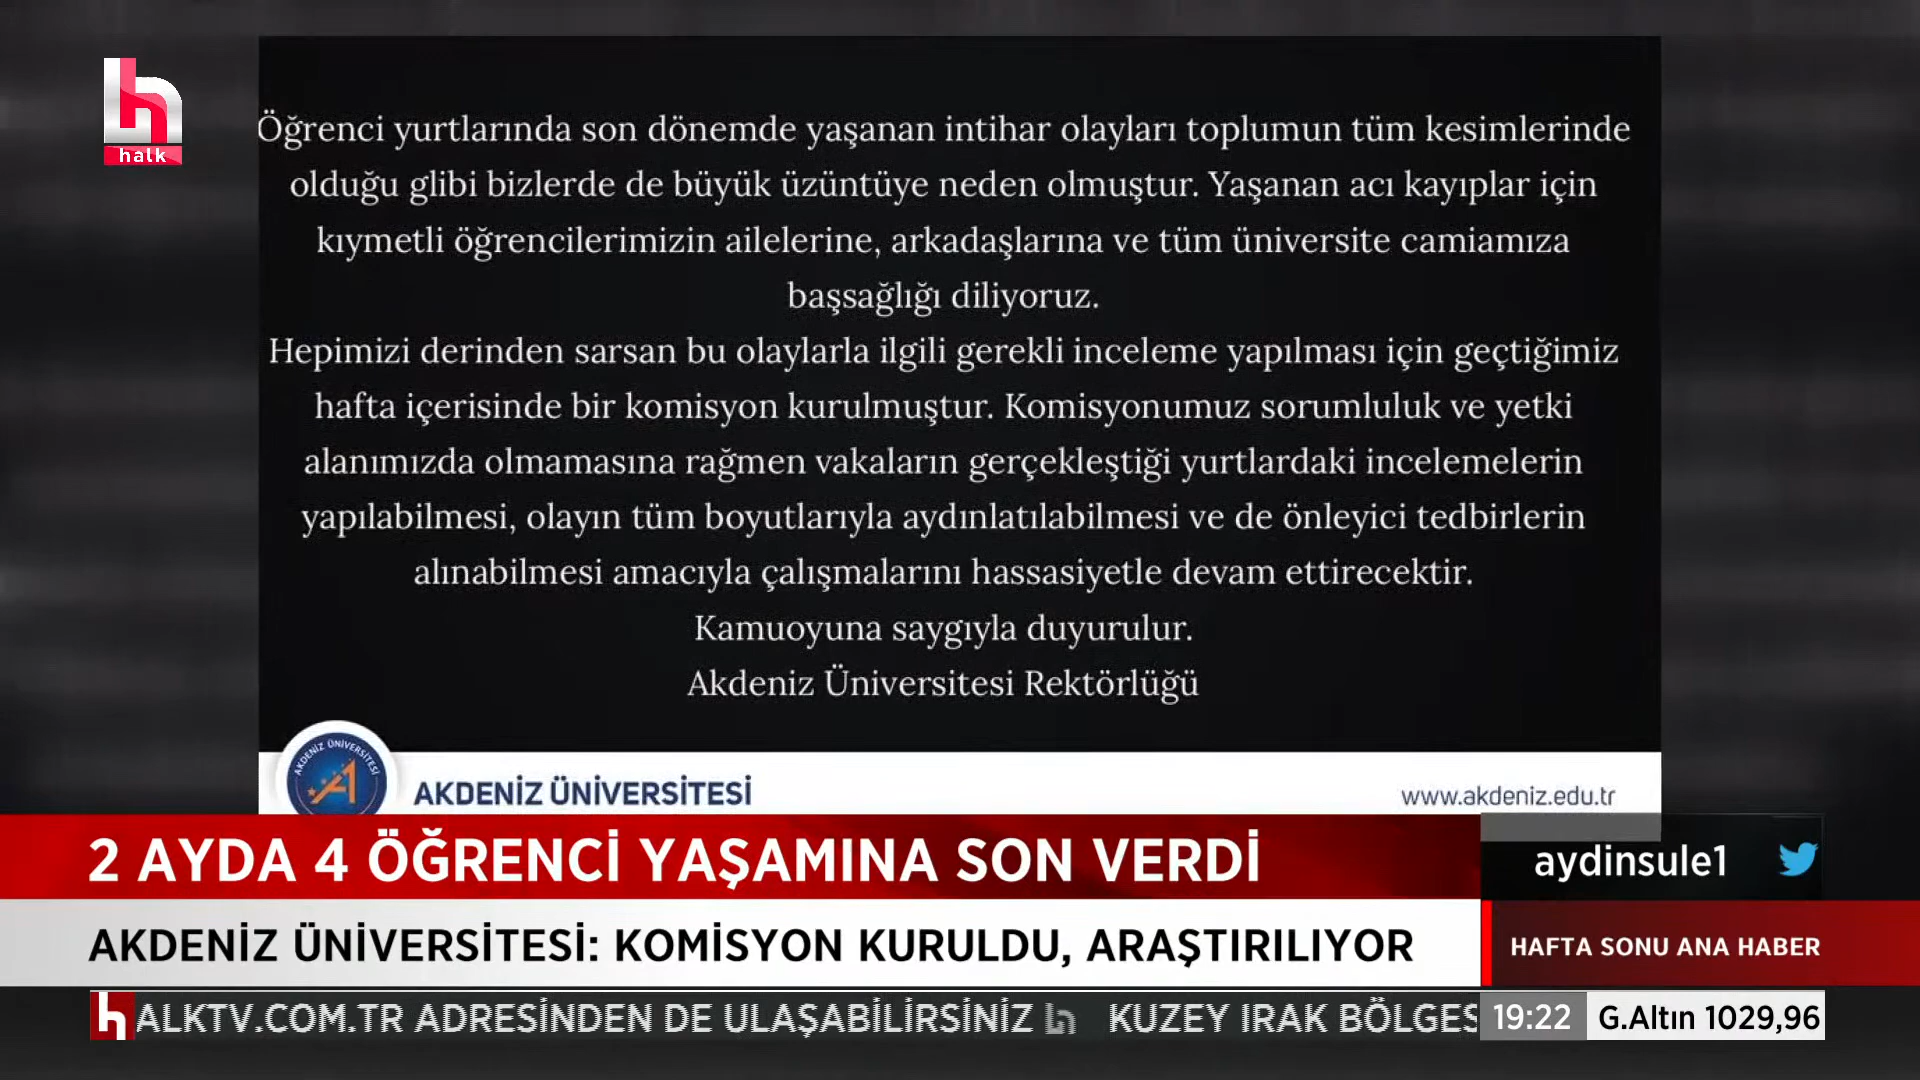 h
halk
Öğrenci yurtlarında son dönemde yaşanan intihar olayları toplumun tüm kesimlerinde
olduğu glibi bizlerde de büyük üzüntüye neden olmuştur. Yaşanan acı kayıplar için
kıymetli öğrencilerimizin ailelerine, arkadaşlarına ve tüm üniversite camiamıza
başsağlığı diliyoruz.
Hepimizi derinden sarsan bu olaylarla ilgili gerekli inceleme yapılması için geçtiğimiz
hafta içerisinde bir komisyon kurulmuştur. Komisyonumuz sorumluluk ve yetki
alanımızda olmamasına rağmen vakaların gerçekleştiği yurtlardaki incelemelerin
yapılabilmesi, olayın tüm boyutlarıyla aydınlatılabilmesi ve de önleyici tedbirlerin
alınabilmesi amacıyla çalışmalarını hassasiyetle devam ettirecektir.
Kamuoyuna saygıyla duyurulur.
Akdeniz Üniversitesi Rektörlüğü
AKDENİZ ÜNİVERSİTESİ
AKDENİZ ÜNİVERSİTESİ
www.akdeniz.edu.tr
2 AYDA 4 ÖĞRENCİ YAŞAMINA SON VERDİ
aydinsule1
AKDENİZ ÜNİVERSİTESİ: KOMİSYON KURULDU, ARAŞTIRILIYOR
HAFTA SONU ANA HABER
h ALKTV.COM.TR ADRESİNDEN DE ULAŞABİLİRSİNİZ h KUZEY IRAK BÖLGES
19:22
G.Altın 1029,96